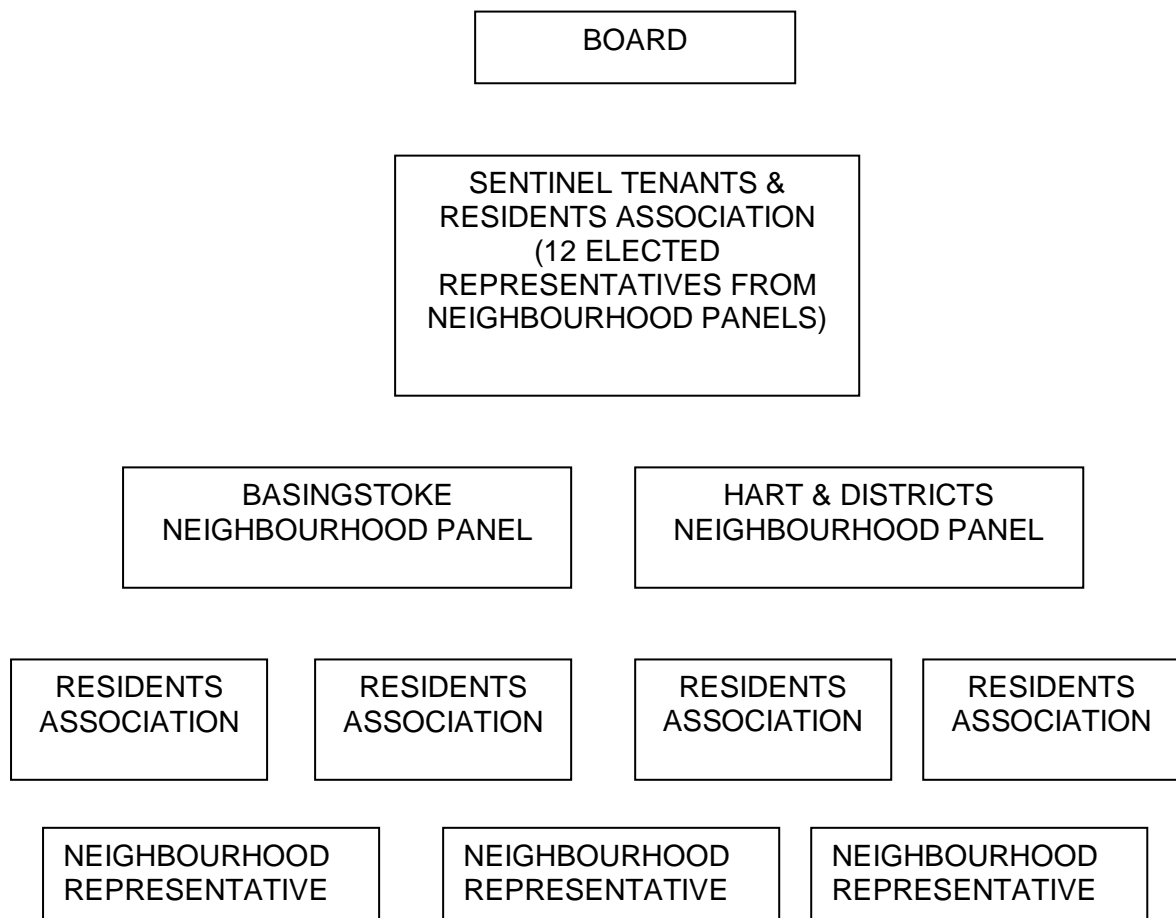 BOARD
SENTINEL TENANTS &
RESIDENTS ASSOCIATION
(12 ELECTED
REPRESENTATIVES FROM
NEIGHBOURHOOD PANELS)
BASINGSTOKE
NEIGHBOURHOOD PANEL
HART & DISTRICTS
NEIGHBOURHOOD PANEL
RESIDENTS
ASSOCIATION
RESIDENTS
ASSOCIATION
RESIDENTS
ASSOCIATION
RESIDENTS
ASSOCIATION
NEIGHBOURHOOD
REPRESENTATIVE
NEIGHBOURHOOD
REPRESENTATIVE
NEIGHBOURHOOD
REPRESENTATIVE